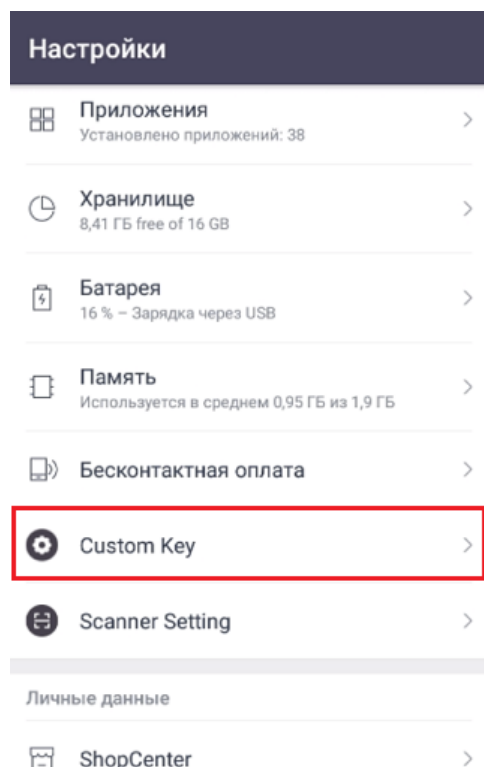 Настройки
Приложения
Установлено приложений: 38
Хранилище
8,41 ГБ free of 16 GB
Батарея
16 % – Зарядка через USB
Память
Используется в среднем 0,95 ГБ из 1,9 ГБ
Бесконтактная оплата
Custom Key
Scanner Setting
Личные данные
ShopCenter